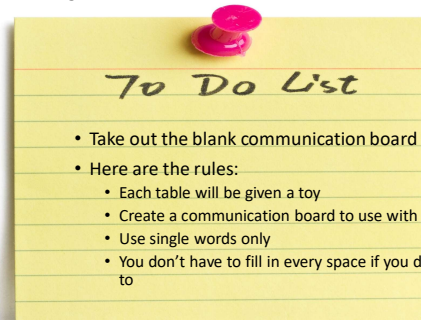 To Do List
• Take out the blank communication board
• Here are the rules:
• Each table will be given a toy
• Create a communication board to use with
• Use single words only
• You don't have to fill in every space if you d
to